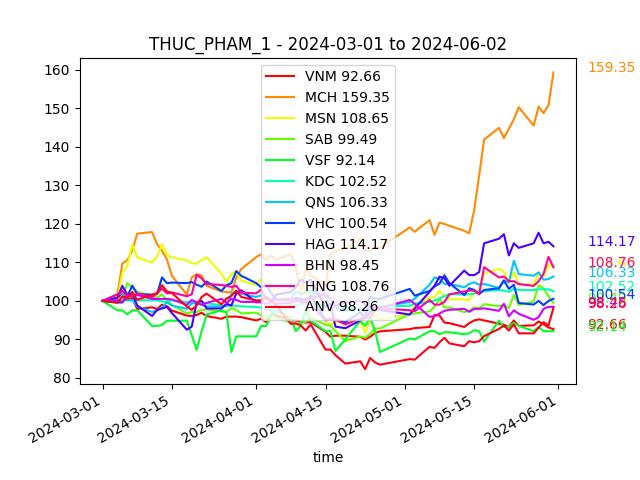 THUC_PHAM_1 - 2024-03-01 to 2024-06-02
160
150
140
130
120
110
100
90
80
VNM 92.66
MCH 159.35
MSN 108.65
SAB 99.49
VSF 92.14
KDC 102.52
QNS 106.33
VHC 100.54
HAG 114.17
BHN 98.45
HNG 108.76
ANV 98.26
159.35
114.17
108.76
106.33
102.52
100.54
98.26
92.66
92.14
2024-03-01
2024-03-15
2024-04-01
2024-04-15
2024-05-01
2024-05-15
2024-06-01
time